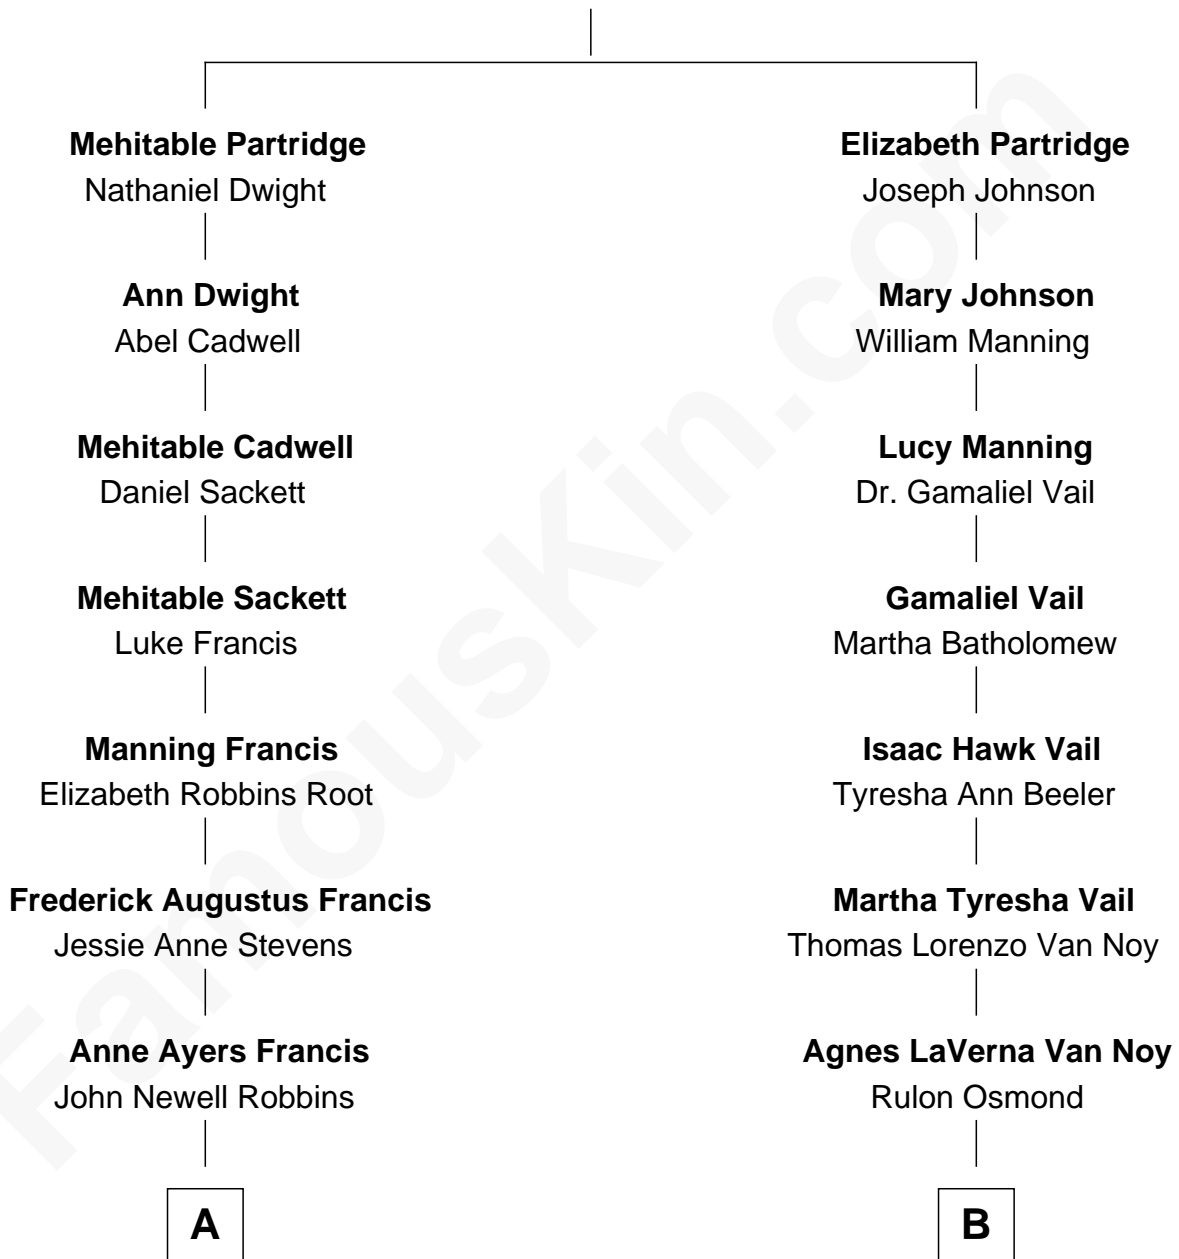 Mehitable Partridge
Nathaniel Dwight
Ann Dwight
Abel Cadwell
Mehitable Cadwell
Daniel Sackett
Mehitable Sackett
Luke Francis
Manning Francis
Elizabeth Robbins Root
Frederick Augustus Francis
Jessie Anne Stevens
Anne Ayers Francis
John Newell Robbins
A
Elizabeth Partridge
Joseph Johnson
Mary Johnson
William Manning
Lucy Manning
Dr. Gamaliel Vail
Gamaliel Vail
Martha Batholomew
Isaac Hawk Vail
Tyresha Ann Beeler
Martha Tyresha Vail
Thomas Lorenzo Van Noy
Agnes LaVerna Van Noy
Rulon Osmond
B
FamousKin.com